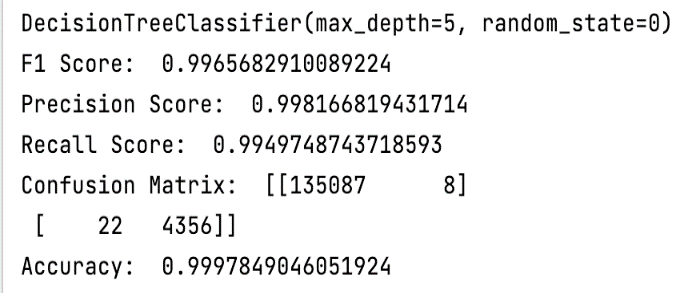 DecisionTreeClassifier(max_depth=5, random_state=0)
F1 Score:  0.9965682910089224
Precision Score:  0.998166819431714
Recall Score:  0.9949748743718593
Confusion Matrix:  [[135087      8]
 [    22   4356]]
Accuracy:  0.9997849046051924